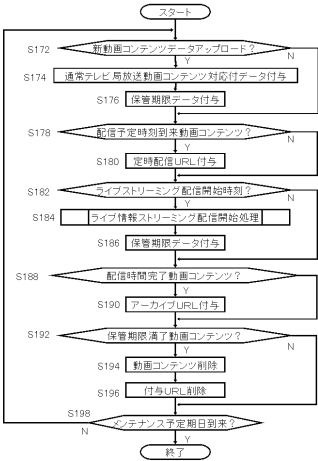 スタート
S172
新動画コンテンツデータアップロード？
N
Y
S174
通常テレビ局放送動画コンテンツ対応付データ付与
S176
保管期限データ付与
S178
配信予定時刻到来動画コンテンツ？
N
Y
S180
定時配信URL付与
S182
ライブストリーミング配信開始時刻？
N
Y
S184
ライブ情報ストリーミング配信開始処理
S186
保管期限データ付与
S188
配信時間完了動画コンテンツ？
Y
N
S190
アーカイブURL付与
S192
保管期限満了動画コンテンツ？
Y
N
S194
動画コンテンツ削除
S196
付与URL削除
S198
メンテナンス予定期日到来？
N
Y
終了